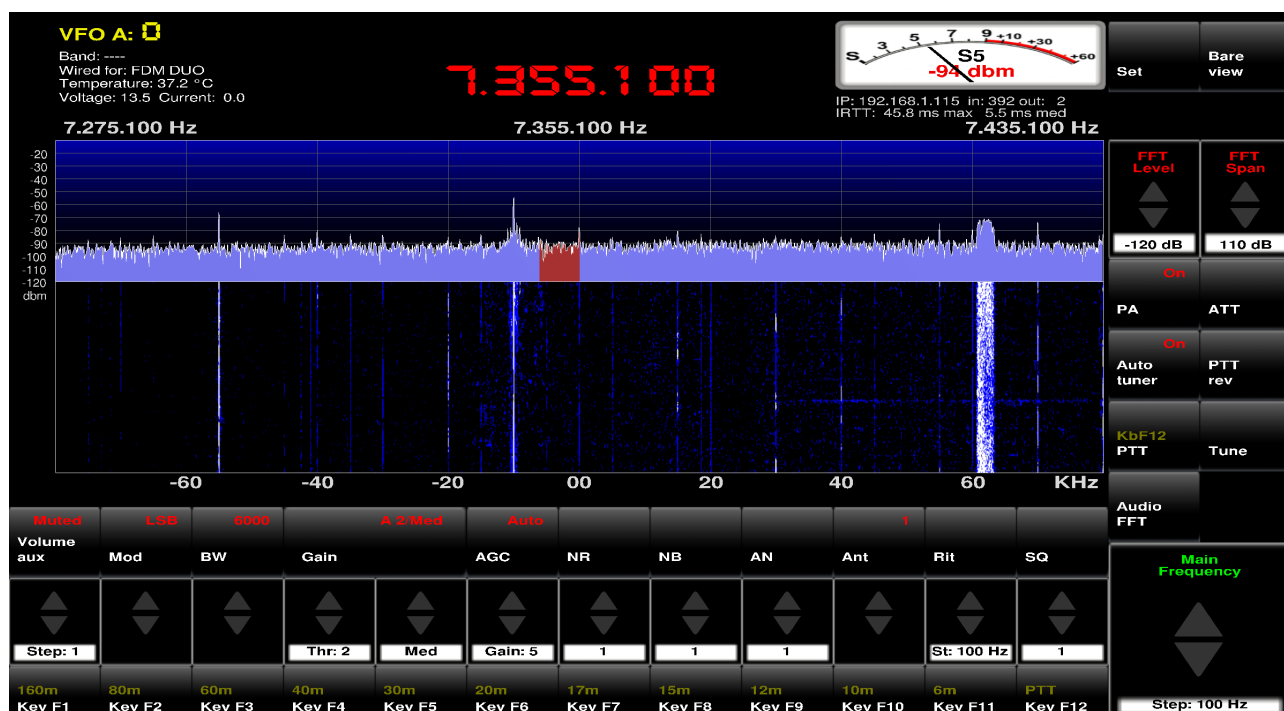 VFO A: 0
Band: ----
Wired for: FDM DUO
Temperature: 37.2 °C
Voltage: 13.5 Current: 0.0
7.355.100
S 3 5 7 9 +10 +30 +60
S5
-94 dbm
IP: 192.168.1.115 in: 392 out: 2
IRTT: 45.8 ms max 5.5 ms med
Set
Bare
view
7.275.100 Hz 7.355.100 Hz 7.435.100 Hz
-20
-30
-40
-50
-60
-70
-80
-90
-100
-110
-120
dbm
-60 -40 -20 00 20 40 60 KHz
FFT
Level
FFT
Span
-120 dB
110 dB
On
PA
ATT
On
Auto
tuner
PTT
rev
KbF12
PTT
Tune
Audio
FFT
Muted
Volume
aux
LSB
Mod
6000
BW
A 2/Med
Gain
Auto
AGC
NR
NB
AN
1
Ant
Rit
SQ
Step: 1
Thr: 2
Med
Gain: 5
1
1
1
St: 100 Hz
1
160m
Key F1
80m
Key F2
60m
Key F3
40m
Key F4
30m
Key F5
20m
Key F6
17m
Key F7
15m
Key F8
12m
Key F9
10m
Key F10
6m
Key F11
PTT
Key F12
Main
Frequency
Step: 100 Hz